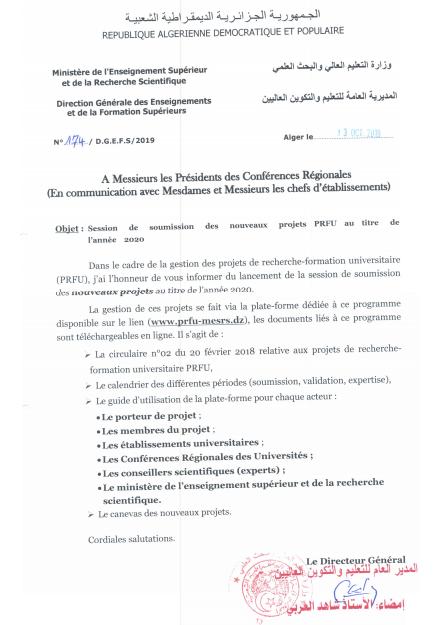 الجمهورية الجزائرية الديمقراطية الشعبية
REPUBLIQUE ALGERIENNE DEMOCRATIQUE ET POPULAIRE
Ministère de l'Enseignement Supérieur
et de la Recherche Scientifique
وزارة التعليم العالي والبحث العلمي
Direction Générale des Enseignements
et de la Formation Supérieurs
المديرية العامة للتعليم والتكوين العاليين
N° 174 / D.G.E.F.S/2019
Alger le 13 OCT. 2019
A Messieurs les Présidents des Conférences Régionales
(En communication avec Mesdames et Messieurs les chefs d'établissements)
Objet : Session de soumission des nouveaux projets PRFU au titre de
l'année 2020
Dans le cadre de la gestion des projets de recherche-formation universitaire
(PRFU), j'ai l'honneur de vous informer du lancement de la session de soumission
des nouveaux projets au titre de l'année 2020.
La gestion de ces projets se fait via la plate-forme dédiée à ce programme
disponible sur le lien (www.prfu-mesrs.dz), les documents liés à ce programme
sont téléchargeables en ligne. Il s'agit de :
➢ La circulaire n°02 du 20 février 2018 relative aux projets de recherche-
formation universitaire PRFU,
➢ Le calendrier des différentes périodes (soumission, validation, expertise),
➢ Le guide d'utilisation de la plate-forme pour chaque acteur :
• Le porteur de projet ;
• Les membres du projet ;
• Les établissements universitaires ;
• Les Conférences Régionales des Universités ;
• Les conseillers scientifiques (experts) ;
• Le ministère de l'enseignement supérieur et de la recherche
scientifique.
➢ Le canevas des nouveaux projets.
Cordiales salutations.
Le Directeur Général
المدير العام للتعليم والتكوين العاليين
إمضاء: الأستاذ شاهد الغربي